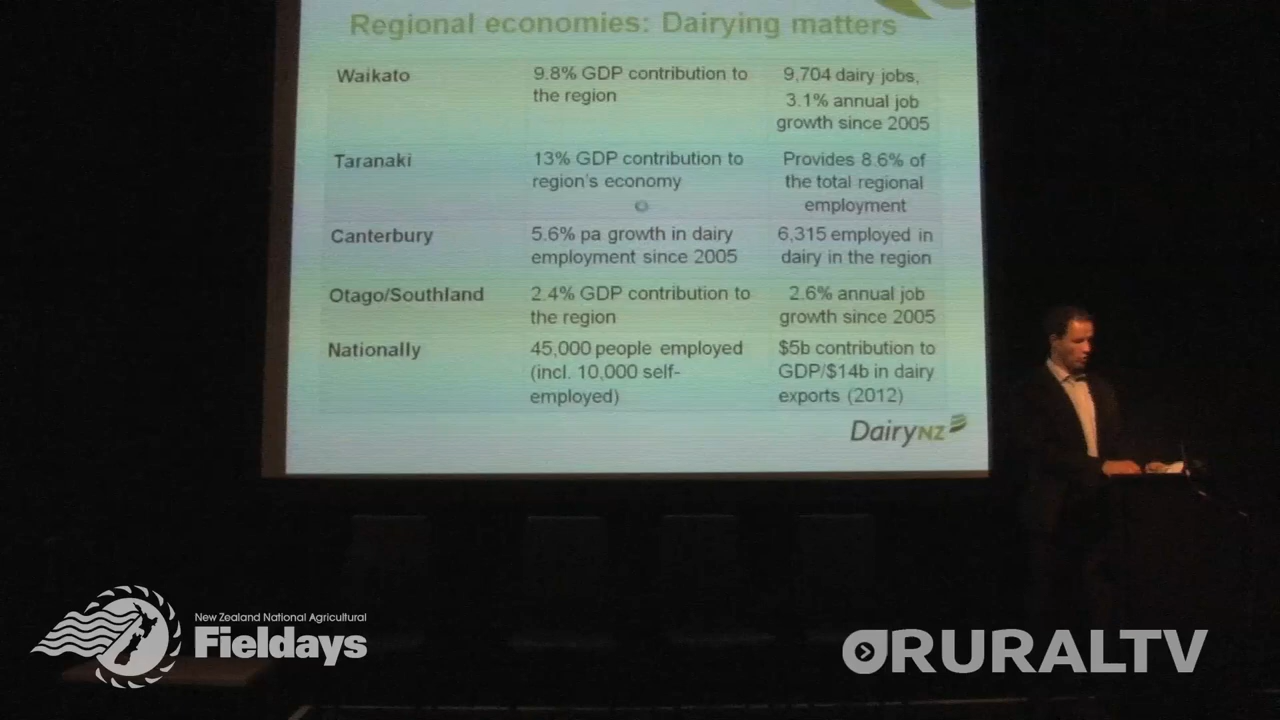 Regional economies: Dairying matters
Waikato
9.8% GDP contribution to
the region
9,704 dairy jobs,
3.1% annual job
growth since 2005
Taranaki
13% GDP contribution to
region's economy
Provides 8.6% of
the total regional
employment
Canterbury
5.6% pa growth in dairy
employment since 2005
6,315 employed in
dairy in the region
Otago/Southland
2.4% GDP contribution to
the region
2.6% annual job
growth since 2005
Nationally
45,000 people employed
(incl. 10,000 self-
employed)
$5b contribution to
GDP/$14b in dairy
exports (2012)
DairyNZ
New Zealand National Agricultural
Fieldays
RURALTV